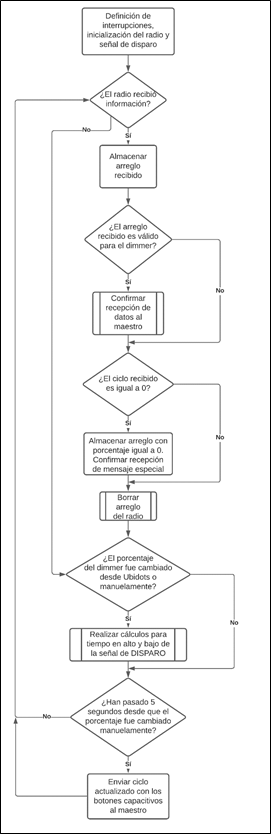 Definición de
interrupciones,
inicialización del radio y
señal de disparo
¿El radio recibió
información?
No
Sí
Almacenar
arreglo
recibido
¿El arreglo
recibido es válido
para el dimmer?
Sí
No
Confirmar
recepción de
datos al
maestro
¿El ciclo recibido
es igual a 0?
Sí
No
Almacenar arreglo con
porcentaje igual a 0.
Confirmar recepción
de mensaje especial
Borrar
arreglo
del radio
¿El porcentaje
del dimmer fue cambiado
desde Ubidots o
manuelamente?
Sí
No
Realizar cálculos para
tiempo en alto y bajo de
la señal de DISPARO
¿Han pasado 5
segundos desde que el
porcentaje fue cambiado
manuelamente?
No
Sí
Enviar ciclo
actualizado con los
botones capacitivos
al maestro